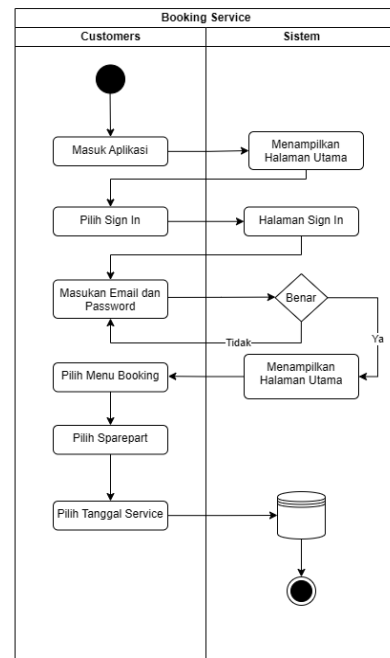 Booking Service
Customers
Sistem
Masuk Aplikasi
Menampilkan
Halaman Utama
Pilih Sign In
Halaman Sign In
Masukan Email dan
Password
Benar
Tidak
Ya
Pilih Menu Booking
Menampilkan
Halaman Utama
Pilih Sparepart
Pilih Tanggal Service